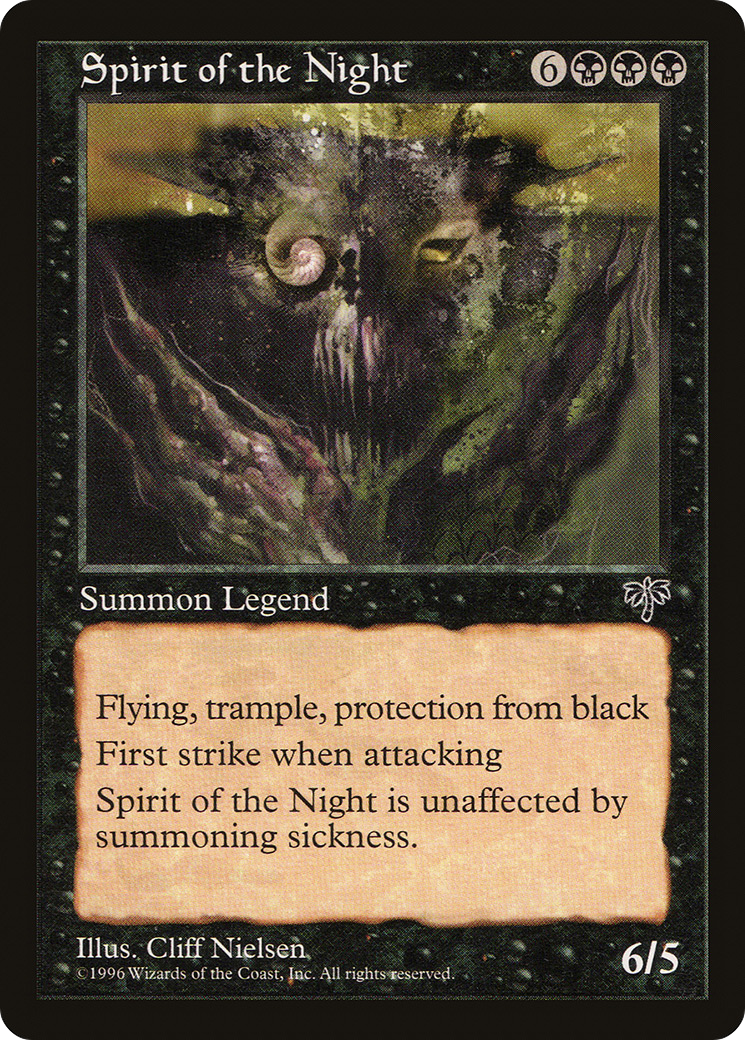 Spirit of the Night 6
Summon Legend
Flying, trample, protection from black
First strike when attacking
Spirit of the Night is unaffected by
summoning sickness.
Illus. Cliff Nielsen
©1996 Wizards of the Coast, Inc. All rights reserved.
6/5